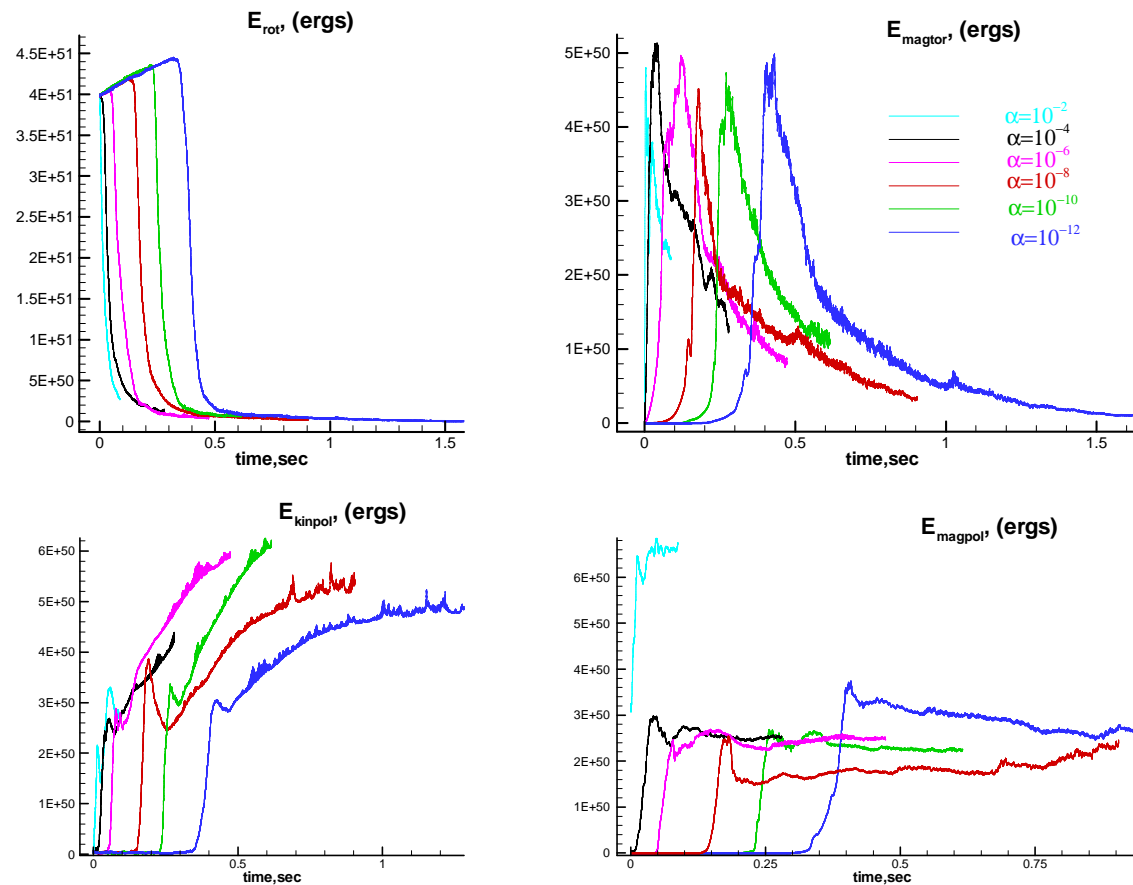 E_rot, (ergs)
4.5E+51
4E+51
3.5E+51
3E+51
2.5E+51
2E+51
1.5E+51
1E+51
5E+50
0
0
0.5
1
1.5
time,sec
E_magtor, (ergs)
5E+50
4E+50
3E+50
2E+50
1E+50
0
0
0.5
1
1.5
time,sec
α=10⁻²
α=10⁻⁴
α=10⁻⁶
α=10⁻⁸
α=10⁻¹⁰
α=10⁻¹²
E_kinpol, (ergs)
6E+50
5E+50
4E+50
3E+50
2E+50
1E+50
0
0
0.5
1
time,sec
E_magpol, (ergs)
6E+50
5E+50
4E+50
3E+50
2E+50
1E+50
0
0
0.25
0.5
0.75
time,sec